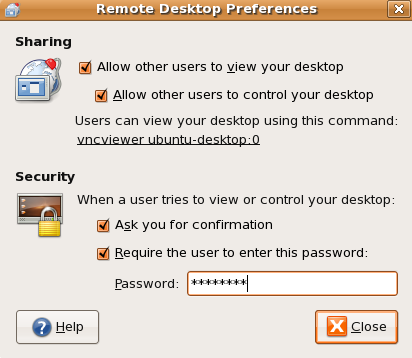 Remote Desktop Preferences
Sharing
Allow other users to view your desktop
Allow other users to control your desktop
Users can view your desktop using this command:
vncviewer ubuntu-desktop:0
Security
When a user tries to view or control your desktop:
Ask you for confirmation
Require the user to enter this password:
Password: ********
Help
Close